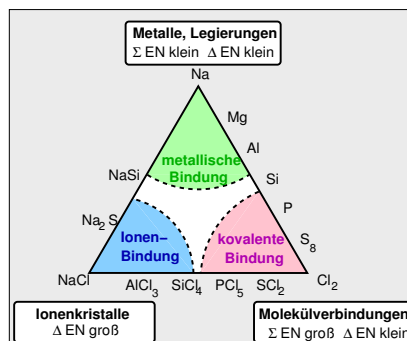 Metalle, Legierungen
Σ EN klein Δ EN klein
Na
Mg
Al
metallische
Bindung
NaSi
Si
P
Na₂S
S₈
Ionen–
Bindung
kovalente
Bindung
NaCl
Cl₂
AlCl₃ SiCl₄ PCl₅ SCl₂
Ionenkristalle
Δ EN groß
Molekülverbindungen
Σ EN groß Δ EN klein